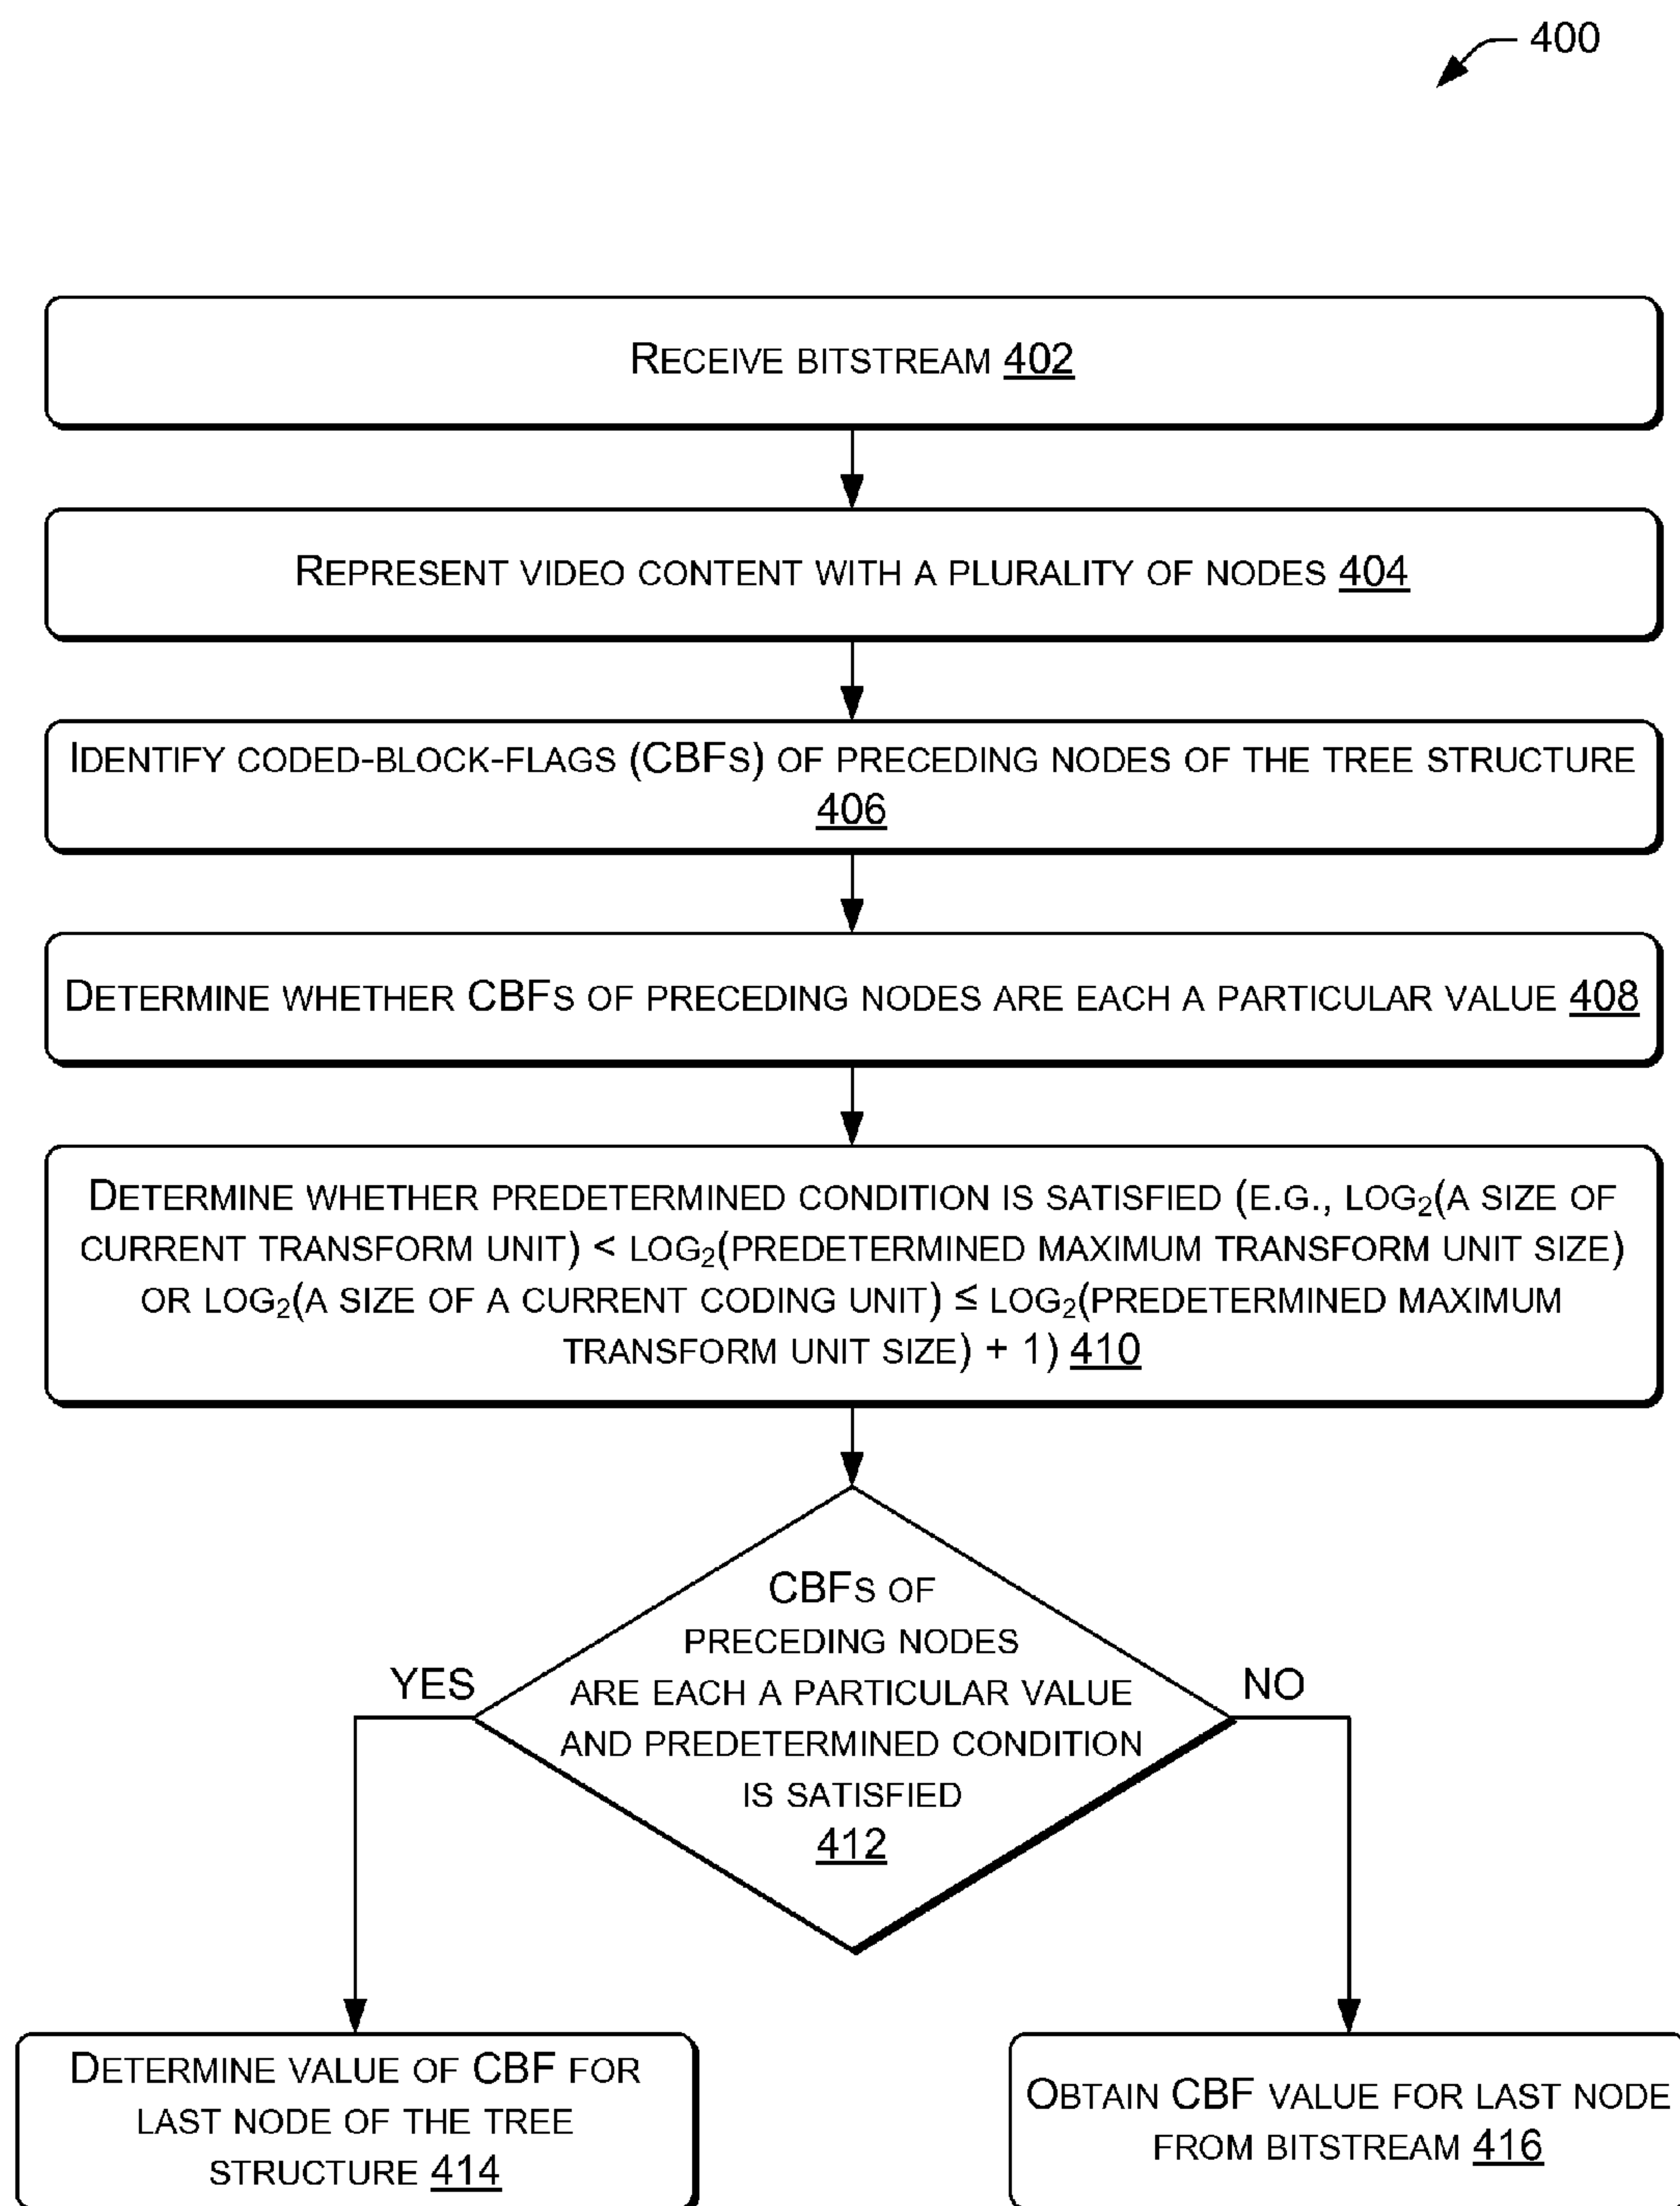 400
RECEIVE BITSTREAM 402
REPRESENT VIDEO CONTENT WITH A PLURALITY OF NODES 404
IDENTIFY CODED-BLOCK-FLAGS (CBFS) OF PRECEDING NODES OF THE TREE STRUCTURE
406
DETERMINE WHETHER CBFS OF PRECEDING NODES ARE EACH A PARTICULAR VALUE 408
DETERMINE WHETHER PREDETERMINED CONDITION IS SATISFIED (E.G., LOG₂(A SIZE OF
CURRENT TRANSFORM UNIT) < LOG₂(PREDETERMINED MAXIMUM TRANSFORM UNIT SIZE)
OR LOG₂(A SIZE OF A CURRENT CODING UNIT) ≤ LOG₂(PREDETERMINED MAXIMUM
TRANSFORM UNIT SIZE) + 1) 410
CBFS OF
PRECEDING NODES
ARE EACH A PARTICULAR VALUE
AND PREDETERMINED CONDITION
IS SATISFIED
412
YES
NO
DETERMINE VALUE OF CBF FOR
LAST NODE OF THE TREE
STRUCTURE 414
OBTAIN CBF VALUE FOR LAST NODE
FROM BITSTREAM 416